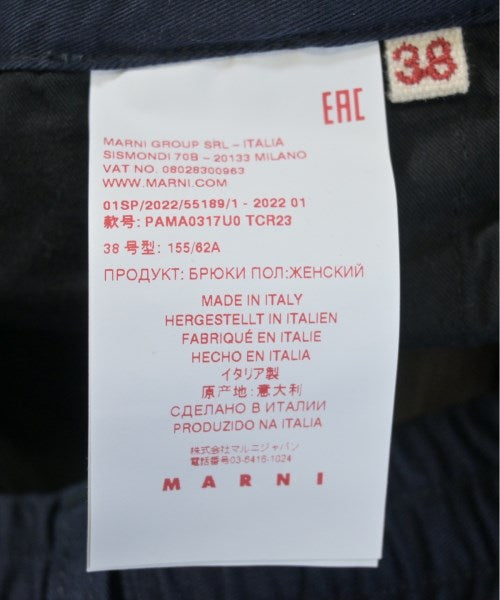 38
EAC
MARNI GROUP SRL – ITALIA
SISMONDI 70B – 20133 MILANO
VAT NO. 08028300963
WWW.MARNI.COM
01SP/2022/55189/1 - 2022 01
款号: PAMA0317U0 TCR23
38 号型: 155/62A
ПРОДУКТ: БРЮКИ ПОЛ:ЖЕНСКИЙ
MADE IN ITALY
HERGESTELLT IN ITALIEN
FABRIQUÉ EN ITALIE
HECHO EN ITALIA
イタリア製
原产地:意大利
СДЕЛАНО В ИТАЛИИ
PRODUZIDO NA ITALIA
株式会社マルニジャパン
電話番号03-6416-1024
MARNI